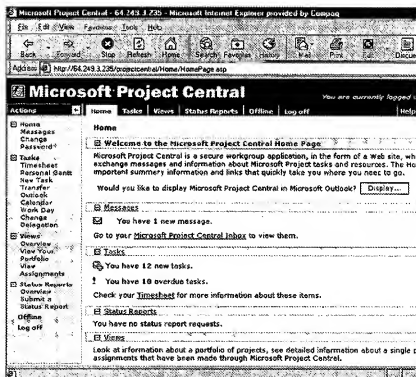 Microsoft Project Central - 64.249.3.235 - Microsoft Internet Explorer provided by Compaq
File Edit View Favorites Tools Help
Back Forward Stop Refresh Home Search Favorites History Print Discus
Address http://64.249.3.235/projectcentral/Home/HomePage.asp
Microsoft Project Central
You are currently logged
Actions
Home Tasks Views Status Reports Offline Log off Help
Home
Messages
Change
Password
Tasks
Timesheet
Personal Gantt
New Task
Transfer
Outlook
Calendar
Work Day
Change
Delegation
Views
Overview
View Your
Portfolio
View
Assignments
Status Reports
Overview
Submit a
Status Report
Offline
Log off
Home
Welcome to the Microsoft Project Central Home Page
Microsoft Project Central is a secure workgroup application, in the form of a Web site, wh
exchange messages and information about Microsoft Project tasks and resources. The Ho
important summary information and links that quickly take you where you need to go.
Would you like to display Microsoft Project Central in Microsoft Outlook? Display...
Messages
You have 1 new message.
Go to your Microsoft Project Central Inbox to view them.
Tasks
You have 12 new tasks.
! You have 10 overdue tasks.
Check your Timesheet for more information about these items.
Status Reports
You have no status report requests.
Views
Look at information about a portfolio of projects, see detailed information about a single p
assignments that have been made through Microsoft Project Central.